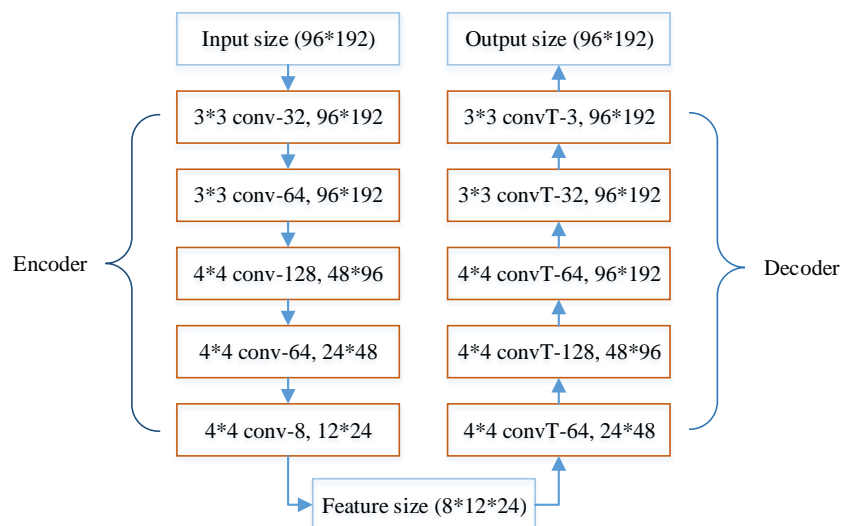 Input size (96*192)
3*3 conv-32, 96*192
3*3 conv-64, 96*192
4*4 conv-128, 48*96
4*4 conv-64, 24*48
4*4 conv-8, 12*24
Encoder
Feature size (8*12*24)
Output size (96*192)
3*3 convT-3, 96*192
3*3 convT-32, 96*192
4*4 convT-64, 96*192
4*4 convT-128, 48*96
4*4 convT-64, 24*48
Decoder